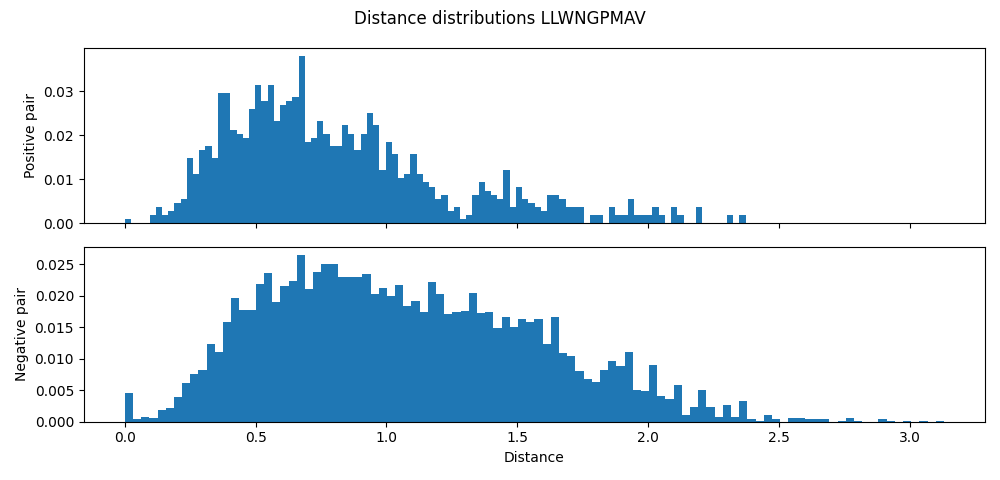 Distance distributions LLWNGPMAV
Positive pair
0.03
0.02
0.01
0.00
Negative pair
0.025
0.020
0.015
0.010
0.005
0.000
0.0 0.5 1.0 1.5 2.0 2.5 3.0
Distance